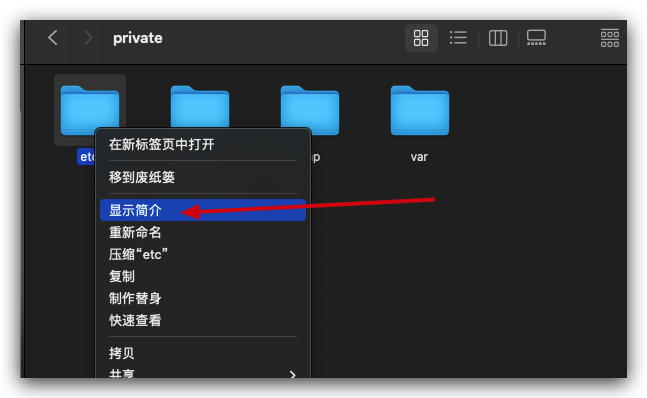 private
etc
p
var
在新标签页中打开
移到废纸篓
显示简介
重新命名
压缩“etc”
复制
制作替身
快速查看
拷贝
共享